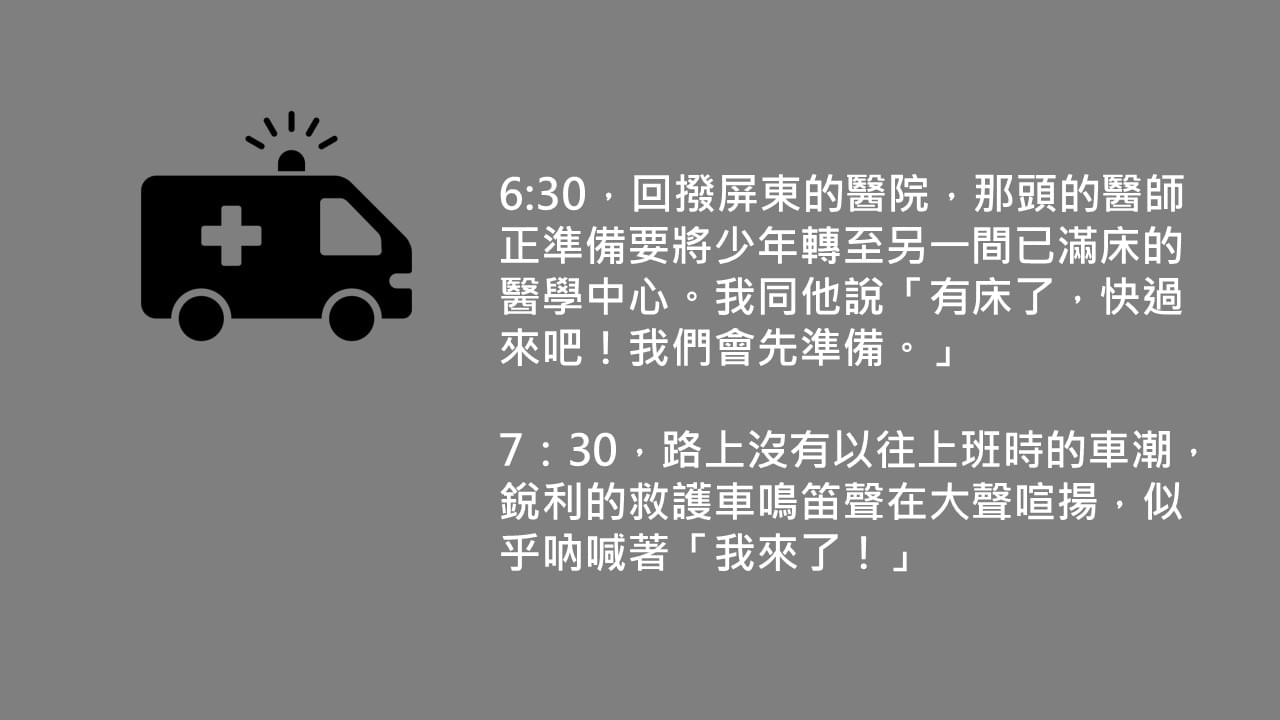 6:30，回撥屏東的醫院，那頭的醫師
正準備要將少年轉至另一間已滿床的
醫學中心。我同他說「有床了，快過
來吧！我們會先準備。」
7：30，路上沒有以往上班時的車潮，
銳利的救護車鳴笛聲在大聲喧揚，似
乎吶喊著「我來了！」